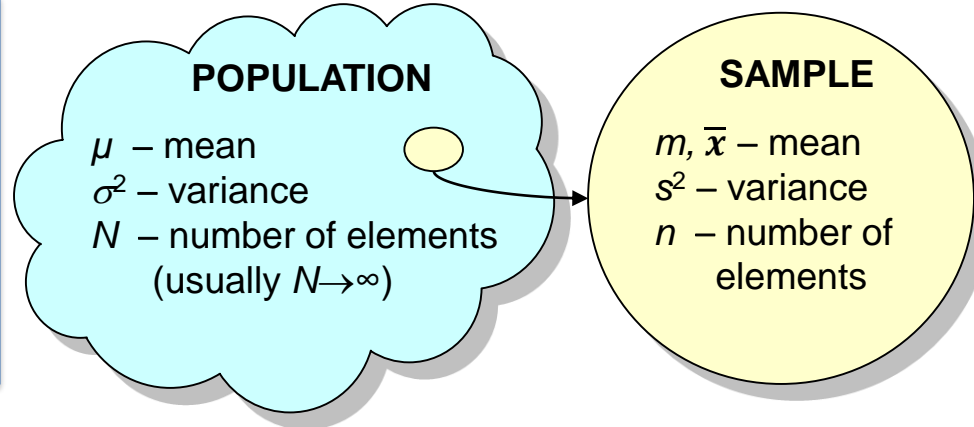 POPULATION
μ – mean
σ² – variance
N – number of elements
(usually N→∞)
SAMPLE
m, x̅ – mean
s² – variance
n – number of
elements